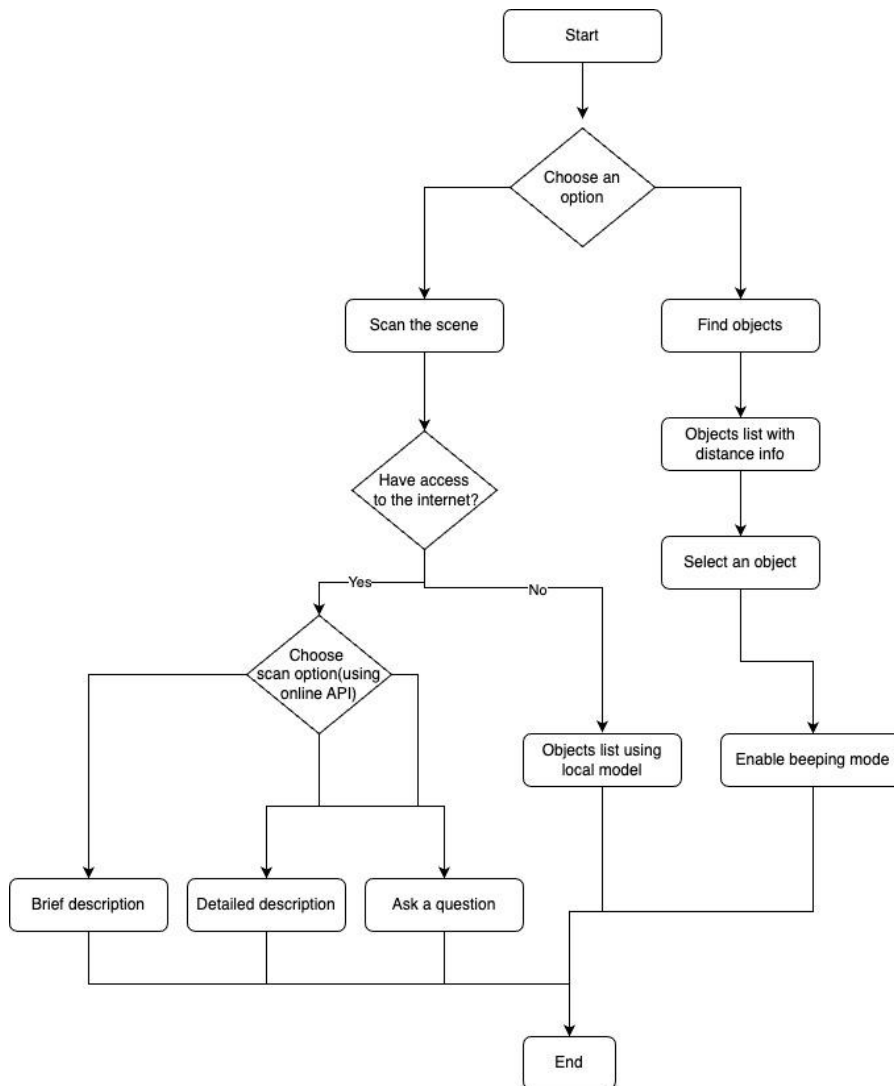 Start
Choose an
option
Scan the scene
Find objects
Objects list with
distance info
Have access
to the internet?
Select an object
Yes
No
Choose
scan option(using
online API)
Objects list using
local model
Enable beeping mode
Brief description
Detailed description
Ask a question
End